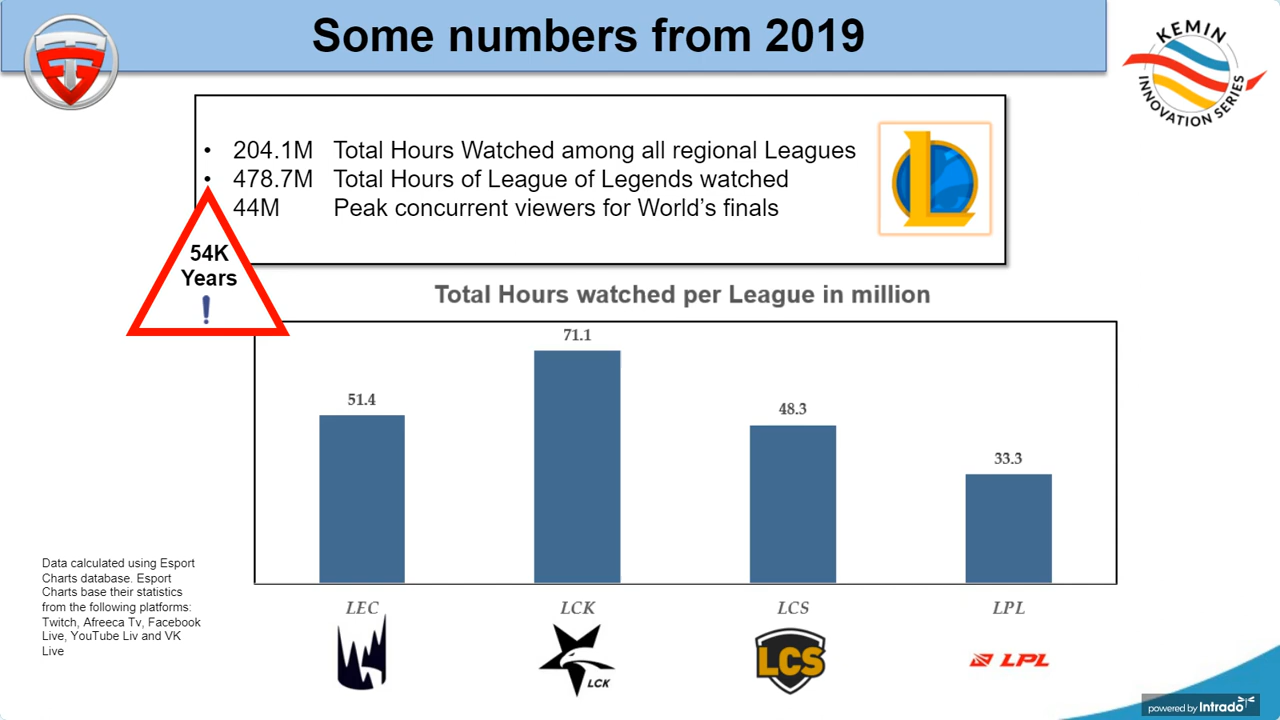 Some numbers from 2019
KEMIN
INNOVATION SERIES
• 204.1M Total Hours Watched among all regional Leagues
• 478.7M Total Hours of League of Legends watched
44M Peak concurrent viewers for World's finals
54K
Years
!
Total Hours watched per League in million
51.4
71.1
48.3
33.3
LEC
LCK
LCS
LPL
LCK
LCS
LPL
Data calculated using Esport
Charts database. Esport
Charts base their statistics
from the following platforms:
Twitch, Afreeca Tv, Facebook
Live, YouTube Liv and VK
Live
powered by Intrado